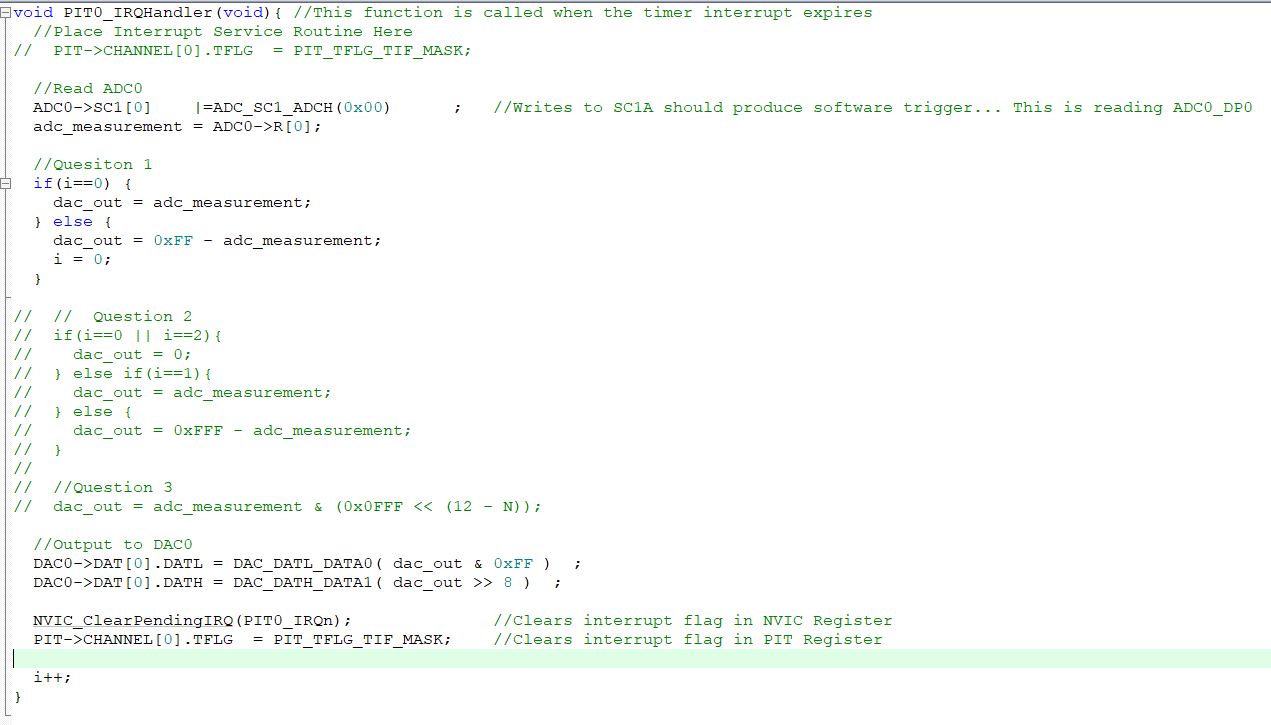 void PIT0_IRQHandler(void){ //This function is called when the timer interrupt expires
  //Place Interrupt Service Routine Here
//  PIT->CHANNEL[0].TFLG  = PIT_TFLG_TIF_MASK;
  //Read ADC0
  ADC0->SC1[0]    |=ADC_SC1_ADCH(0x00)      ;   //Writes to SC1A should produce software trigger... This is reading ADC0_DP0
  adc_measurement = ADC0->R[0];
  //Quesiton 1
  if(i==0) {
    dac_out = adc_measurement;
  } else {
    dac_out = 0xFF - adc_measurement;
    i = 0;
  }
//  //  Question 2
//  if(i==0 || i==2){
//    dac_out = 0;
//  } else if(i==1){
//    dac_out = adc_measurement;
//  } else {
//    dac_out = 0xFFF - adc_measurement;
//  }
//
//  //Question 3
//  dac_out = adc_measurement & (0x0FFF << (12 - N));
  //Output to DAC0
  DAC0->DAT[0].DATL = DAC_DATL_DATA0( dac_out & 0xFF )  ;
  DAC0->DAT[0].DATH = DAC_DATH_DATA1( dac_out >> 8 )  ;
  NVIC_ClearPendingIRQ(PIT0_IRQn);              //Clears interrupt flag in NVIC Register
  PIT->CHANNEL[0].TFLG  = PIT_TFLG_TIF_MASK;    //Clears interrupt flag in PIT Register
  i++;
}